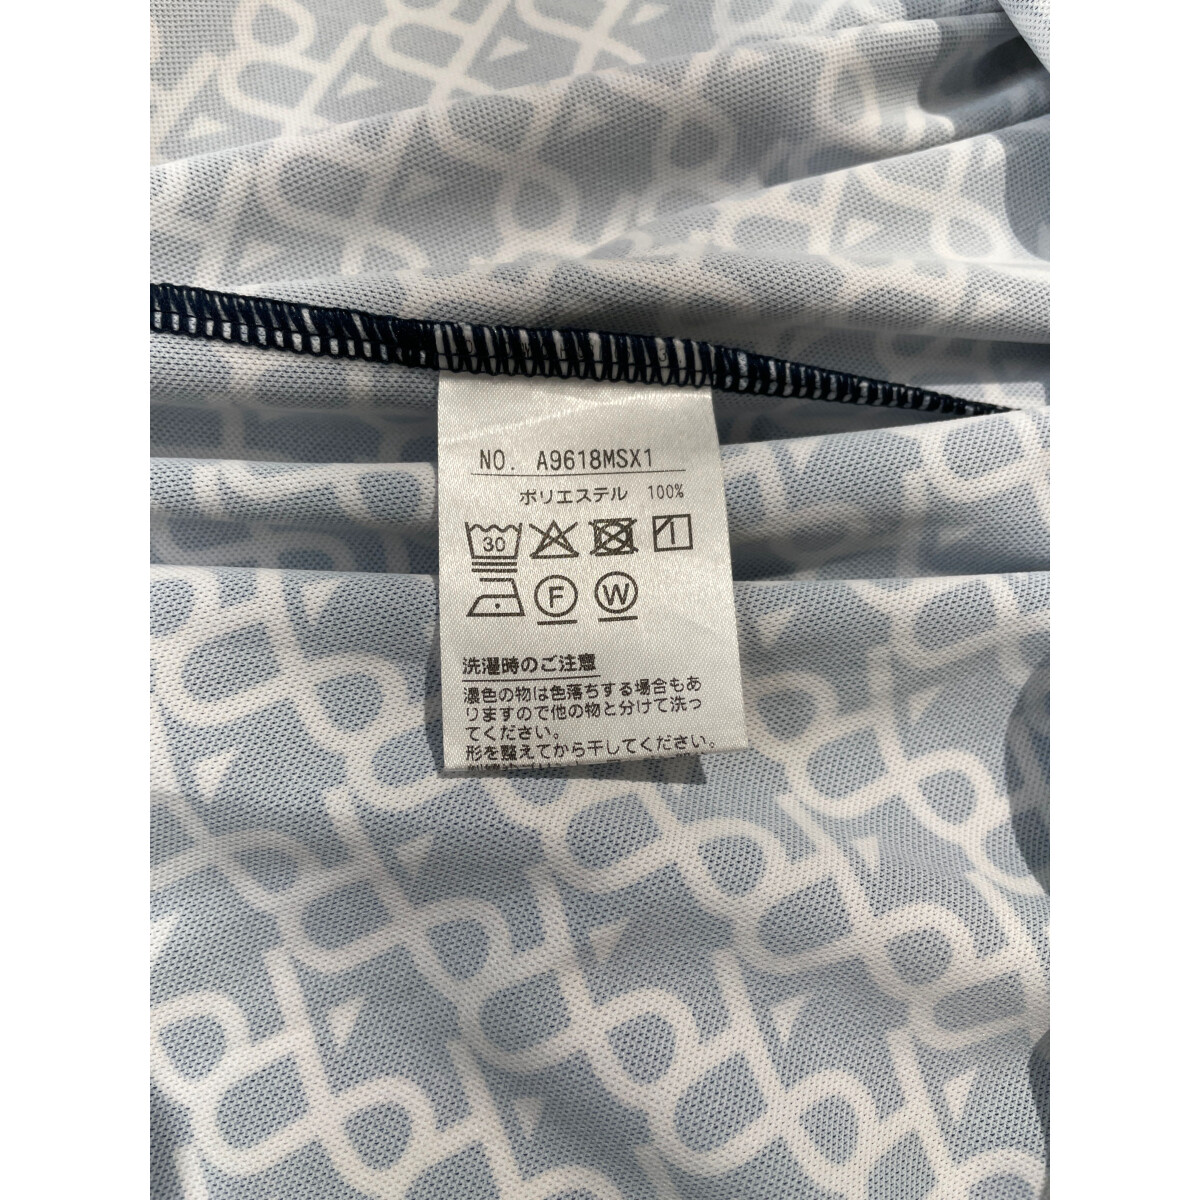 NO. A9618MSX1
ポリエステル 100%
30
F W
洗濯時のご注意
濃色の物は色落ちする場合もあ
りますので他の物と分けて洗っ
てください。
形を整えてから干してください。